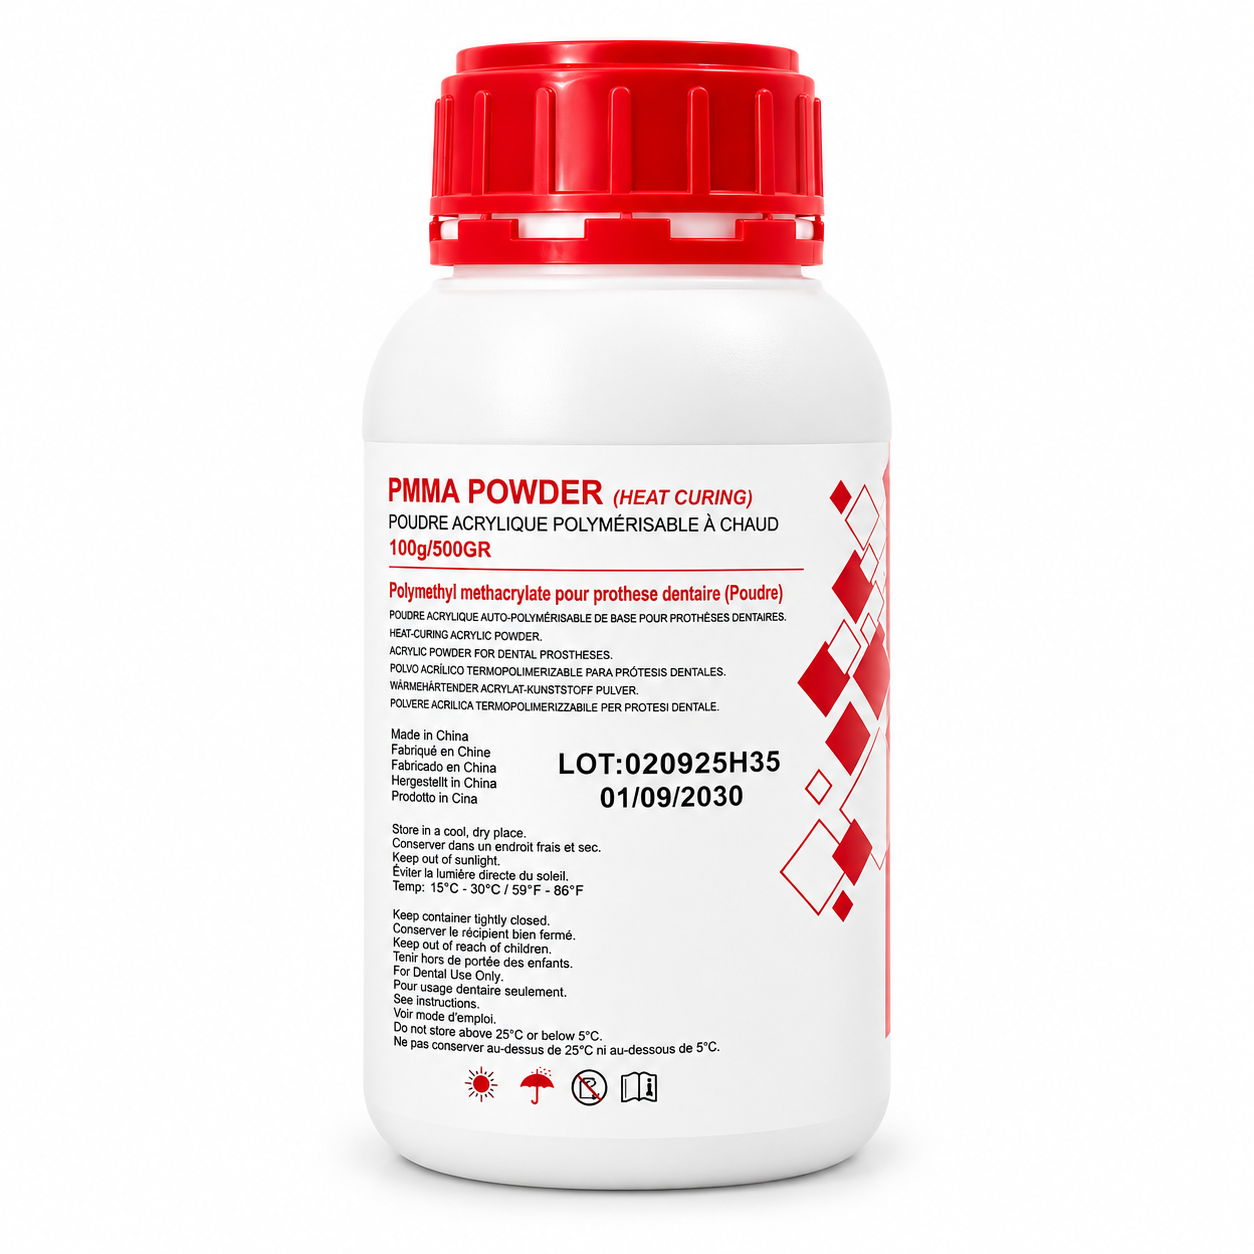 PMMA POWDER (HEAT CURING)
POUDRE ACRYLIQUE POLYMÉRISABLE À CHAUD
100g/500GR
Polymethyl methacrylate pour prothese dentaire (Poudre)
POUDRE ACRYLIQUE AUTO-POLYMÉRISABLE DE BASE POUR PROTHÈSES DENTAIRES.
HEAT-CURING ACRYLIC POWDER.
ACRYLIC POWDER FOR DENTAL PROSTHESES.
POLVO ACRÍLICO TERMOPOLIMERIZABLE PARA PRÓTESIS DENTALES.
WÄRMEHÄRTENDER ACRYLAT-KUNSTSTOFF PULVER.
POLVERE ACRILICA TERMOPOLIMERIZZABILE PER PROTESI DENTALE.
Made in China
Fabriqué en Chine
Fabricado en China
Hergestellt in China
Prodotto in Cina
LOT:020925H35
01/09/2030
Store in a cool, dry place.
Conserver dans un endroit frais et sec.
Keep out of sunlight.
Éviter la lumière directe du soleil.
Temp: 15°C - 30°C / 59°F - 86°F
Keep container tightly closed.
Conserver le récipient bien fermé.
Keep out of reach of children.
Tenir hors de portée des enfants.
For Dental Use Only.
Pour usage dentaire seulement.
See instructions.
Voir mode d'emploi.
Do not store above 25°C or below 5°C.
Ne pas conserver au-dessus de 25°C ni au-dessous de 5°C.